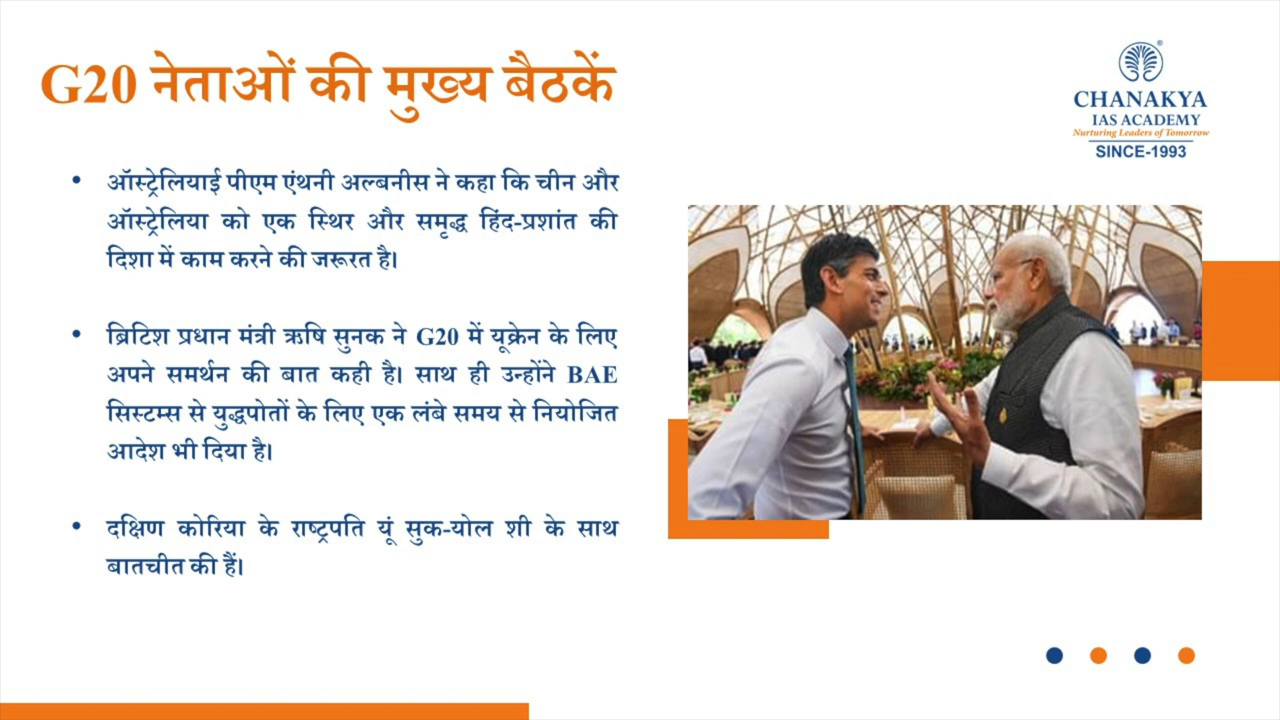 G20 नेताओं की मुख्य बैठकें
CHANAKYA
IAS ACADEMY
Nurturing Leaders of Tomorrow
SINCE-1993
• ऑस्ट्रेलियाई पीएम एंथनी अल्बनीस ने कहा कि चीन और
ऑस्ट्रेलिया को एक स्थिर और समृद्ध हिंद-प्रशांत की
दिशा में काम करने की जरूरत है।
• ब्रिटिश प्रधान मंत्री ऋषि सुनक ने G20 में यूक्रेन के लिए
अपने समर्थन की बात कही है। साथ ही उन्होंने BAE
सिस्टम्स से युद्धपोतों के लिए एक लंबे समय से नियोजित
आदेश भी दिया है।
• दक्षिण कोरिया के राष्ट्रपति यूं सुक-योल शी के साथ
बातचीत की हैं।